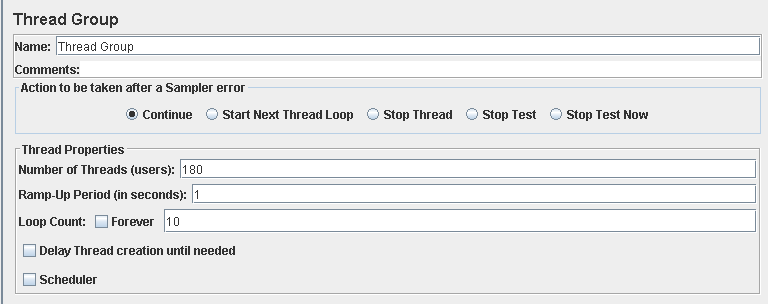 Thread Group
Name: Thread Group
Comments:
Action to be taken after a Sampler error
Continue Start Next Thread Loop Stop Thread Stop Test Stop Test Now
Thread Properties
Number of Threads (users): 180
Ramp-Up Period (in seconds): 1
Loop Count: Forever 10
Delay Thread creation until needed
Scheduler